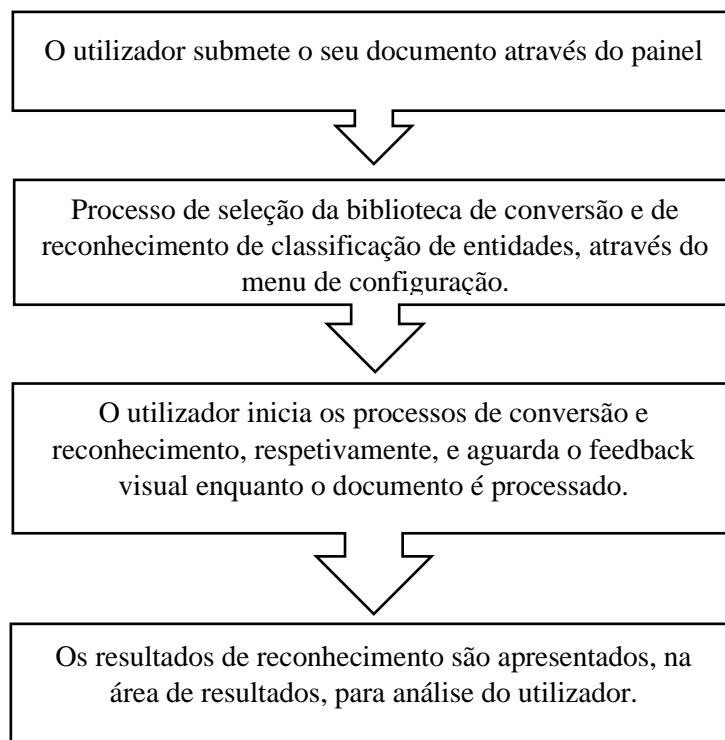 O utilizador submete o seu documento através do painel
Processo de seleção da biblioteca de conversão e de
reconhecimento de classificação de entidades, através do
menu de configuração.
O utilizador inicia os processos de conversão e
reconhecimento, respetivamente, e aguarda o feedback
visual enquanto o documento é processado.
Os resultados de reconhecimento são apresentados, na
área de resultados, para análise do utilizador.